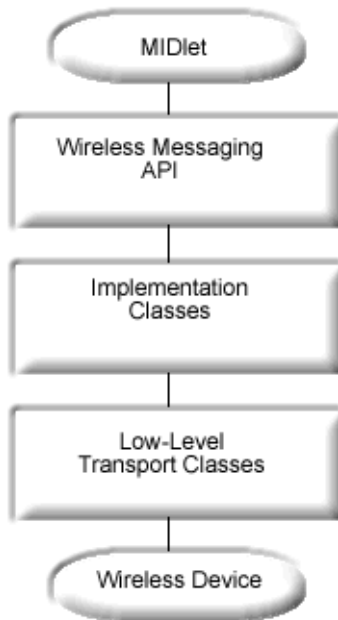 MIDlet
Wireless Messaging
API
Implementation
Classes
Low-Level
Transport Classes
Wireless Device